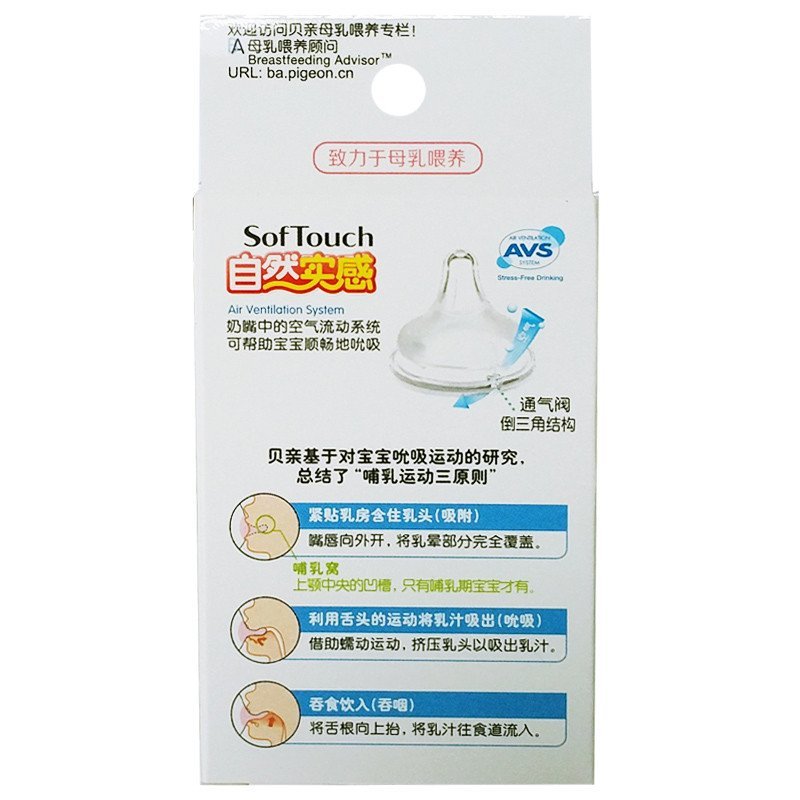 欢迎访问贝亲母乳喂养专栏!
A 母乳喂养顾问
Breastfeeding Advisor™
URL: ba.pigeon.cn
致力于母乳喂养
SofTouch
自然实感
Air Ventilation System
奶嘴中的空气流动系统
可帮助宝宝顺畅地吮吸
AIR VENTILATION
AVS
SYSTEM
Stress-Free Drinking
通气阀
倒三角结构
贝亲基于对宝宝吮吸运动的研究,
总结了“哺乳运动三原则”
紧贴乳房含住乳头(吸附)
嘴唇向外开, 将乳晕部分完全覆盖。
哺乳窝
上颚中央的凹槽, 只有哺乳期宝宝才有。
利用舌头的运动将乳汁吸出(吮吸)
借助蠕动运动, 挤压乳头以吸出乳汁。
吞食饮入(吞咽)
将舌根向上抬, 将乳汁往食道流入。